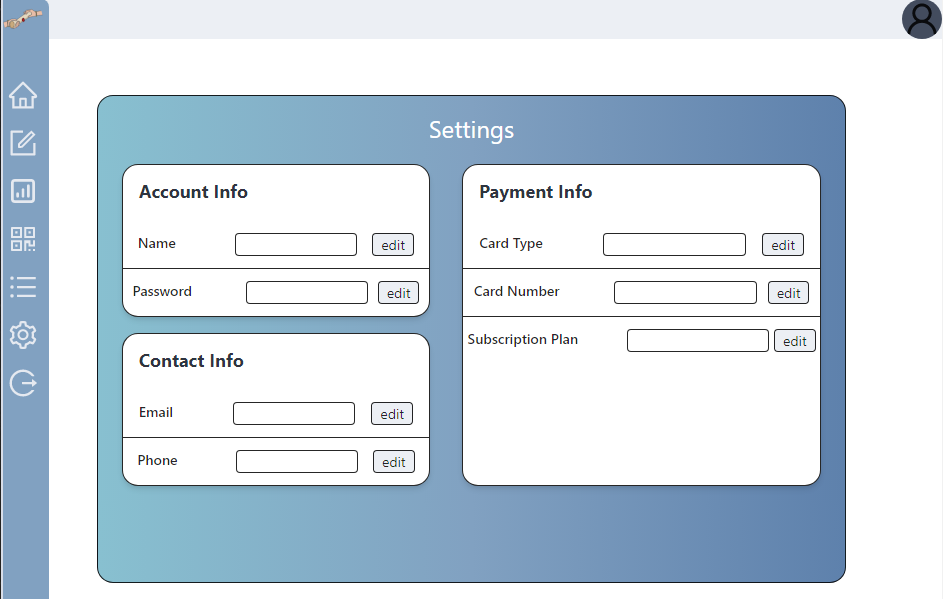 Settings
Account Info
Name edit
Password edit
Contact Info
Email edit
Phone edit
Payment Info
Card Type edit
Card Number edit
Subscription Plan edit